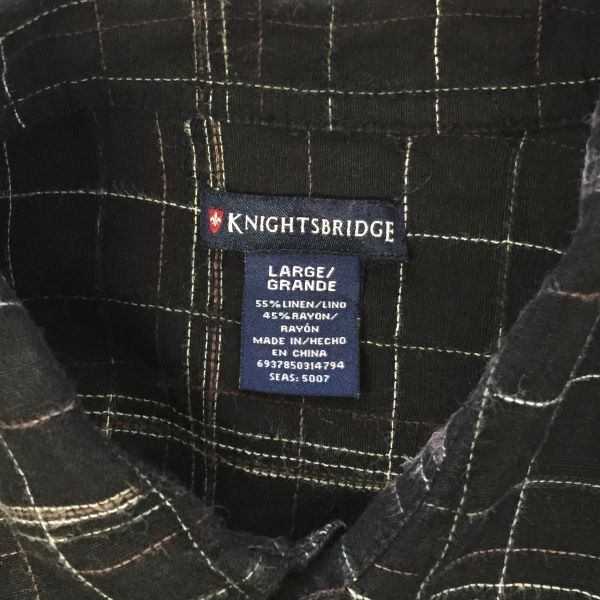 KNIGHTSBRIDGE
LARGE/
GRANDE
55% LINEN/LINO
45% RAYON/
RAYÓN
MADE IN/HECHO
EN CHINA
6937850314794
SEAS: 5007